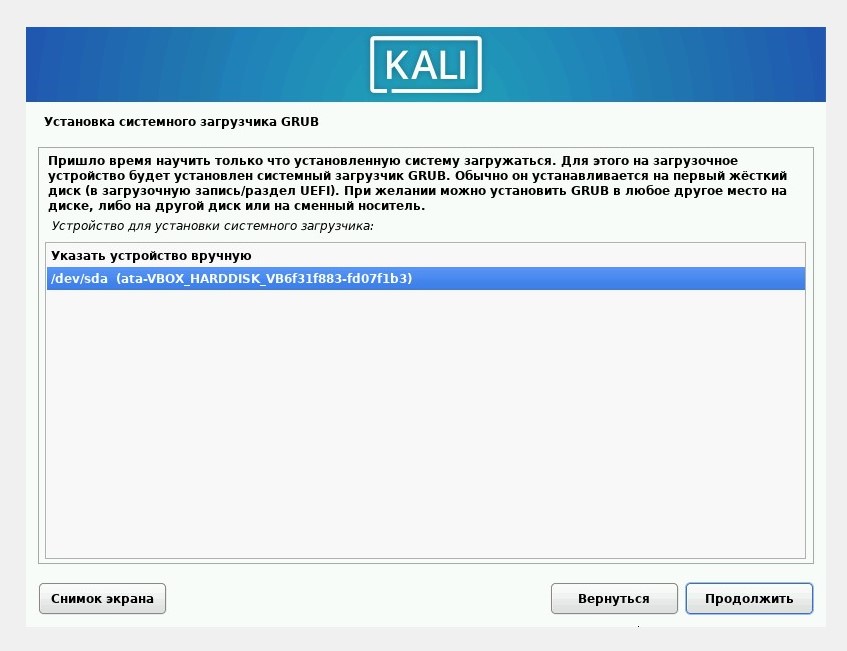 KALI
Установка системного загрузчика GRUB
Пришло время научить только что установленную систему загружаться. Для этого на загрузочное
устройство будет установлен системный загрузчик GRUB. Обычно он устанавливается на первый жёсткий
диск (в загрузочную запись/раздел UEFI). При желании можно установить GRUB в любое другое место на
диске, либо на другой диск или на сменный носитель.
Устройство для установки системного загрузчика:
Указать устройство вручную
/dev/sda  (ata-VBOX_HARDDISK_VB6f31f883-fd07f1b3)
Снимок экрана
Вернуться
Продолжить